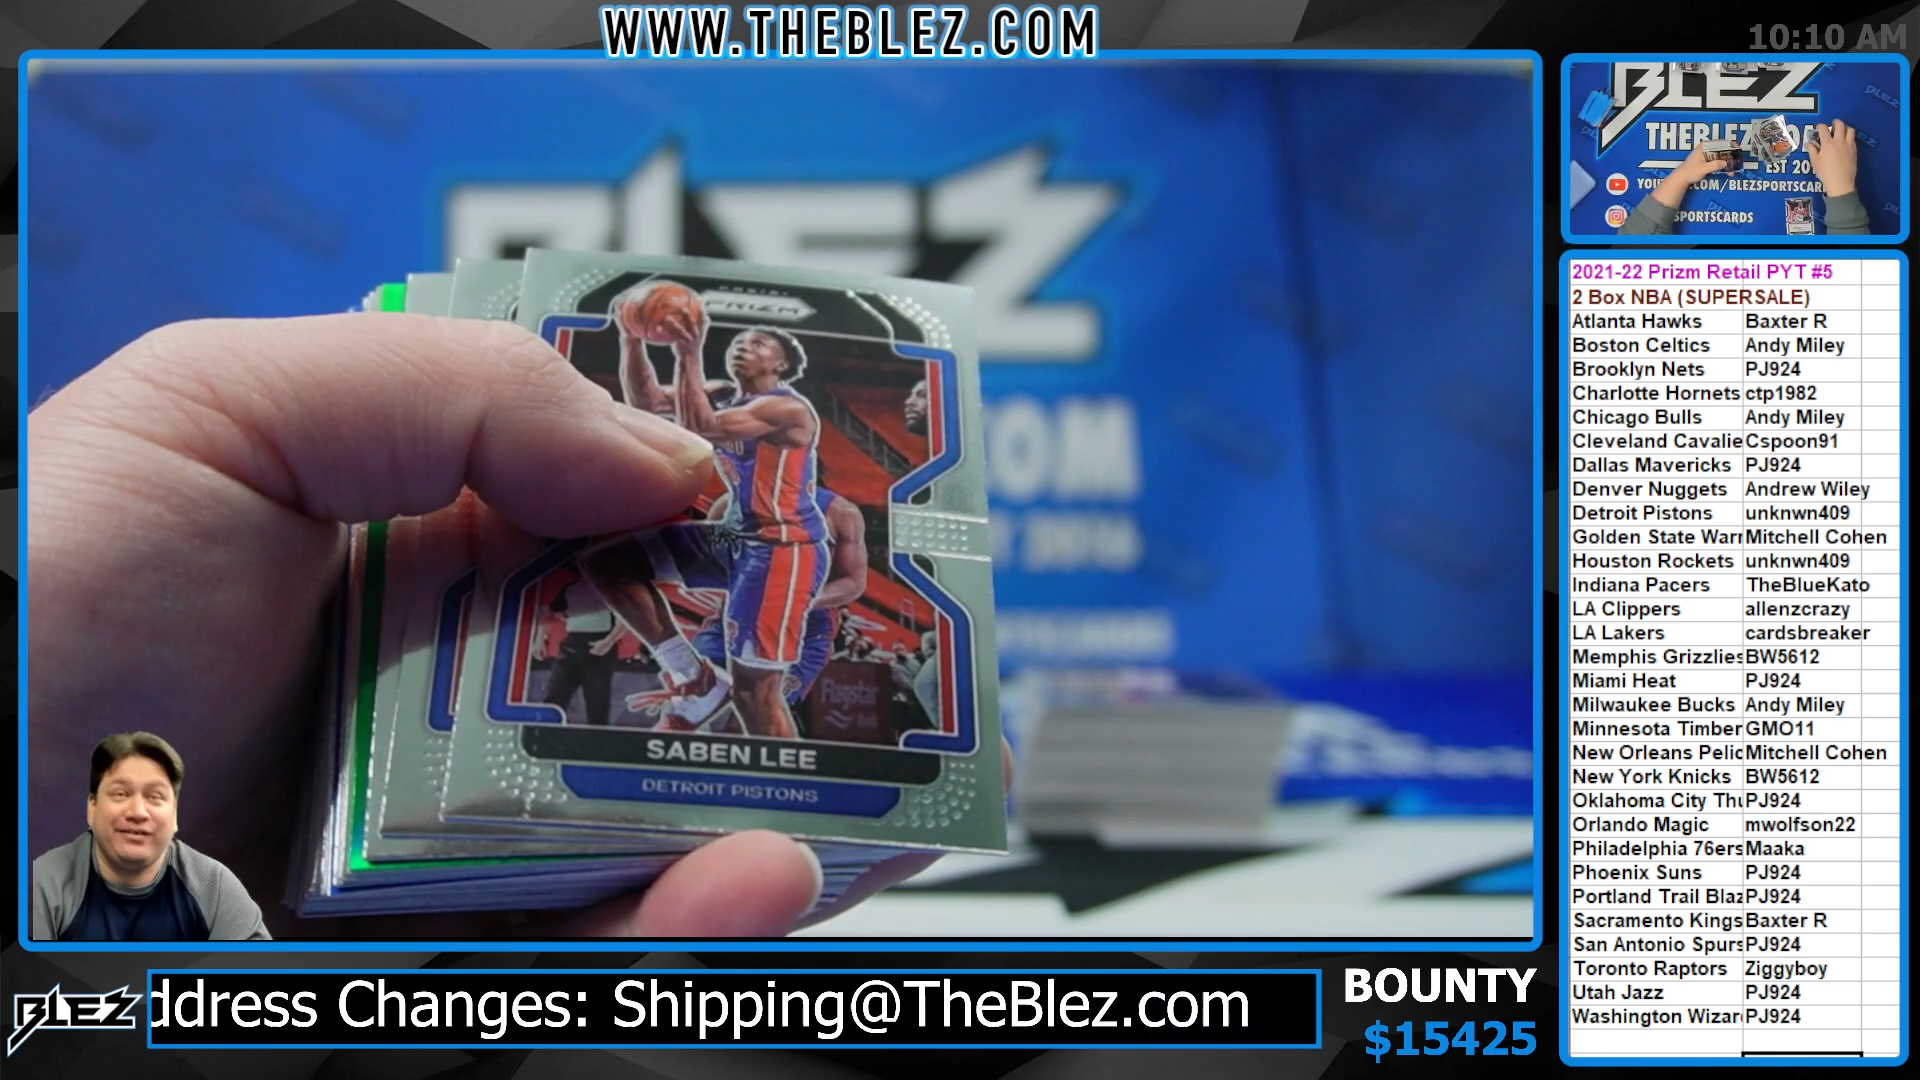 WWW.THEBLEZ.COM
10:10 AM
BLEZ
PANINI
PRIZM
SABEN LEE
DETROIT PISTONS
Flagstar
BLEZ
EST 20
SPORTSCARDS
2021-22 Prizm Retail PYT #5
2 Box NBA (SUPERSALE)
Atlanta Hawks Baxter R
Boston Celtics Andy Miley
Brooklyn Nets PJ924
Charlotte Hornets ctp1982
Chicago Bulls Andy Miley
Cleveland Cavalie Cspoon91
Dallas Mavericks PJ924
Denver Nuggets Andrew Wiley
Detroit Pistons unknwn409
Golden State Warr Mitchell Cohen
Houston Rockets unknwn409
Indiana Pacers TheBlueKato
LA Clippers allenzcrazy
LA Lakers cardsbreaker
Memphis Grizzlies BW5612
Miami Heat PJ924
Milwaukee Bucks Andy Miley
Minnesota Timber GMO11
New Orleans Pelic Mitchell Cohen
New York Knicks BW5612
Oklahoma City Thu PJ924
Orlando Magic mwolfson22
Philadelphia 76ers Maaka
Phoenix Suns PJ924
Portland Trail Blaz PJ924
Sacramento Kings Baxter R
San Antonio Spurs PJ924
Toronto Raptors Ziggyboy
Utah Jazz PJ924
Washington Wizar PJ924
BLEZ
ddress Changes: Shipping@TheBlez.com
BOUNTY
$15425